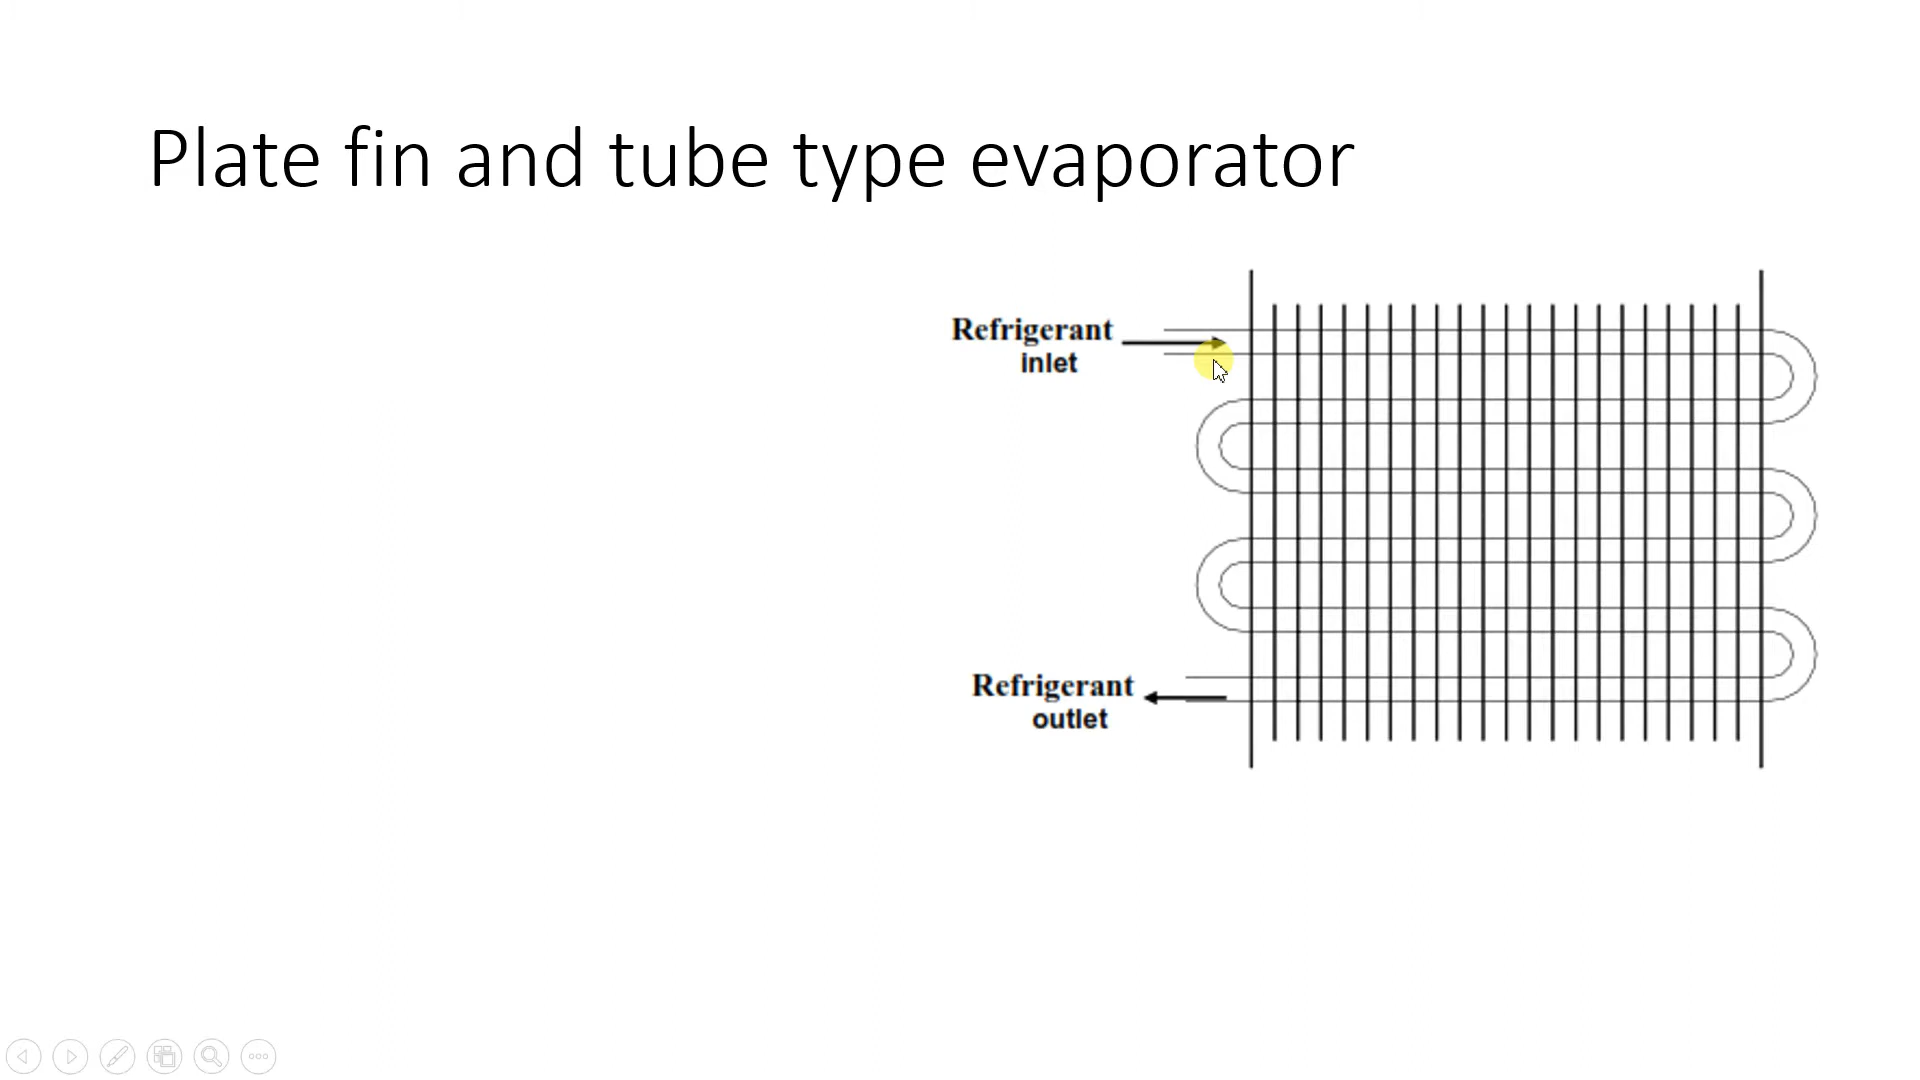 Plate fin and tube type evaporator
Refrigerant
inlet
Refrigerant
outlet